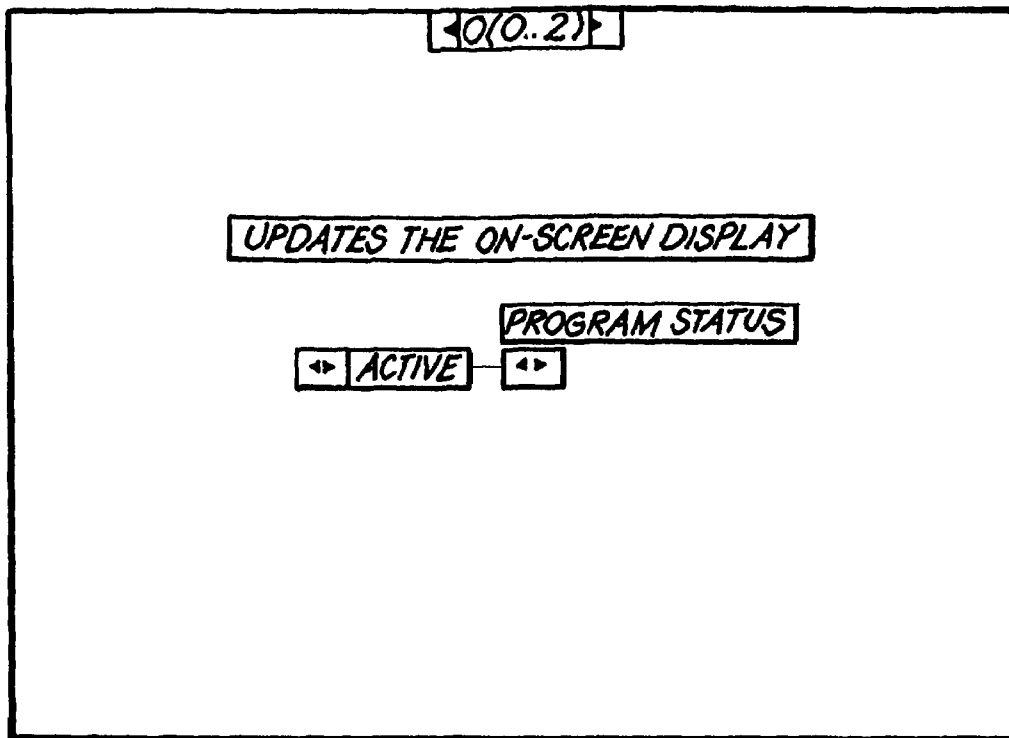 0(0..2)
UPDATES THE ON-SCREEN DISPLAY
PROGRAM STATUS
ACTIVE